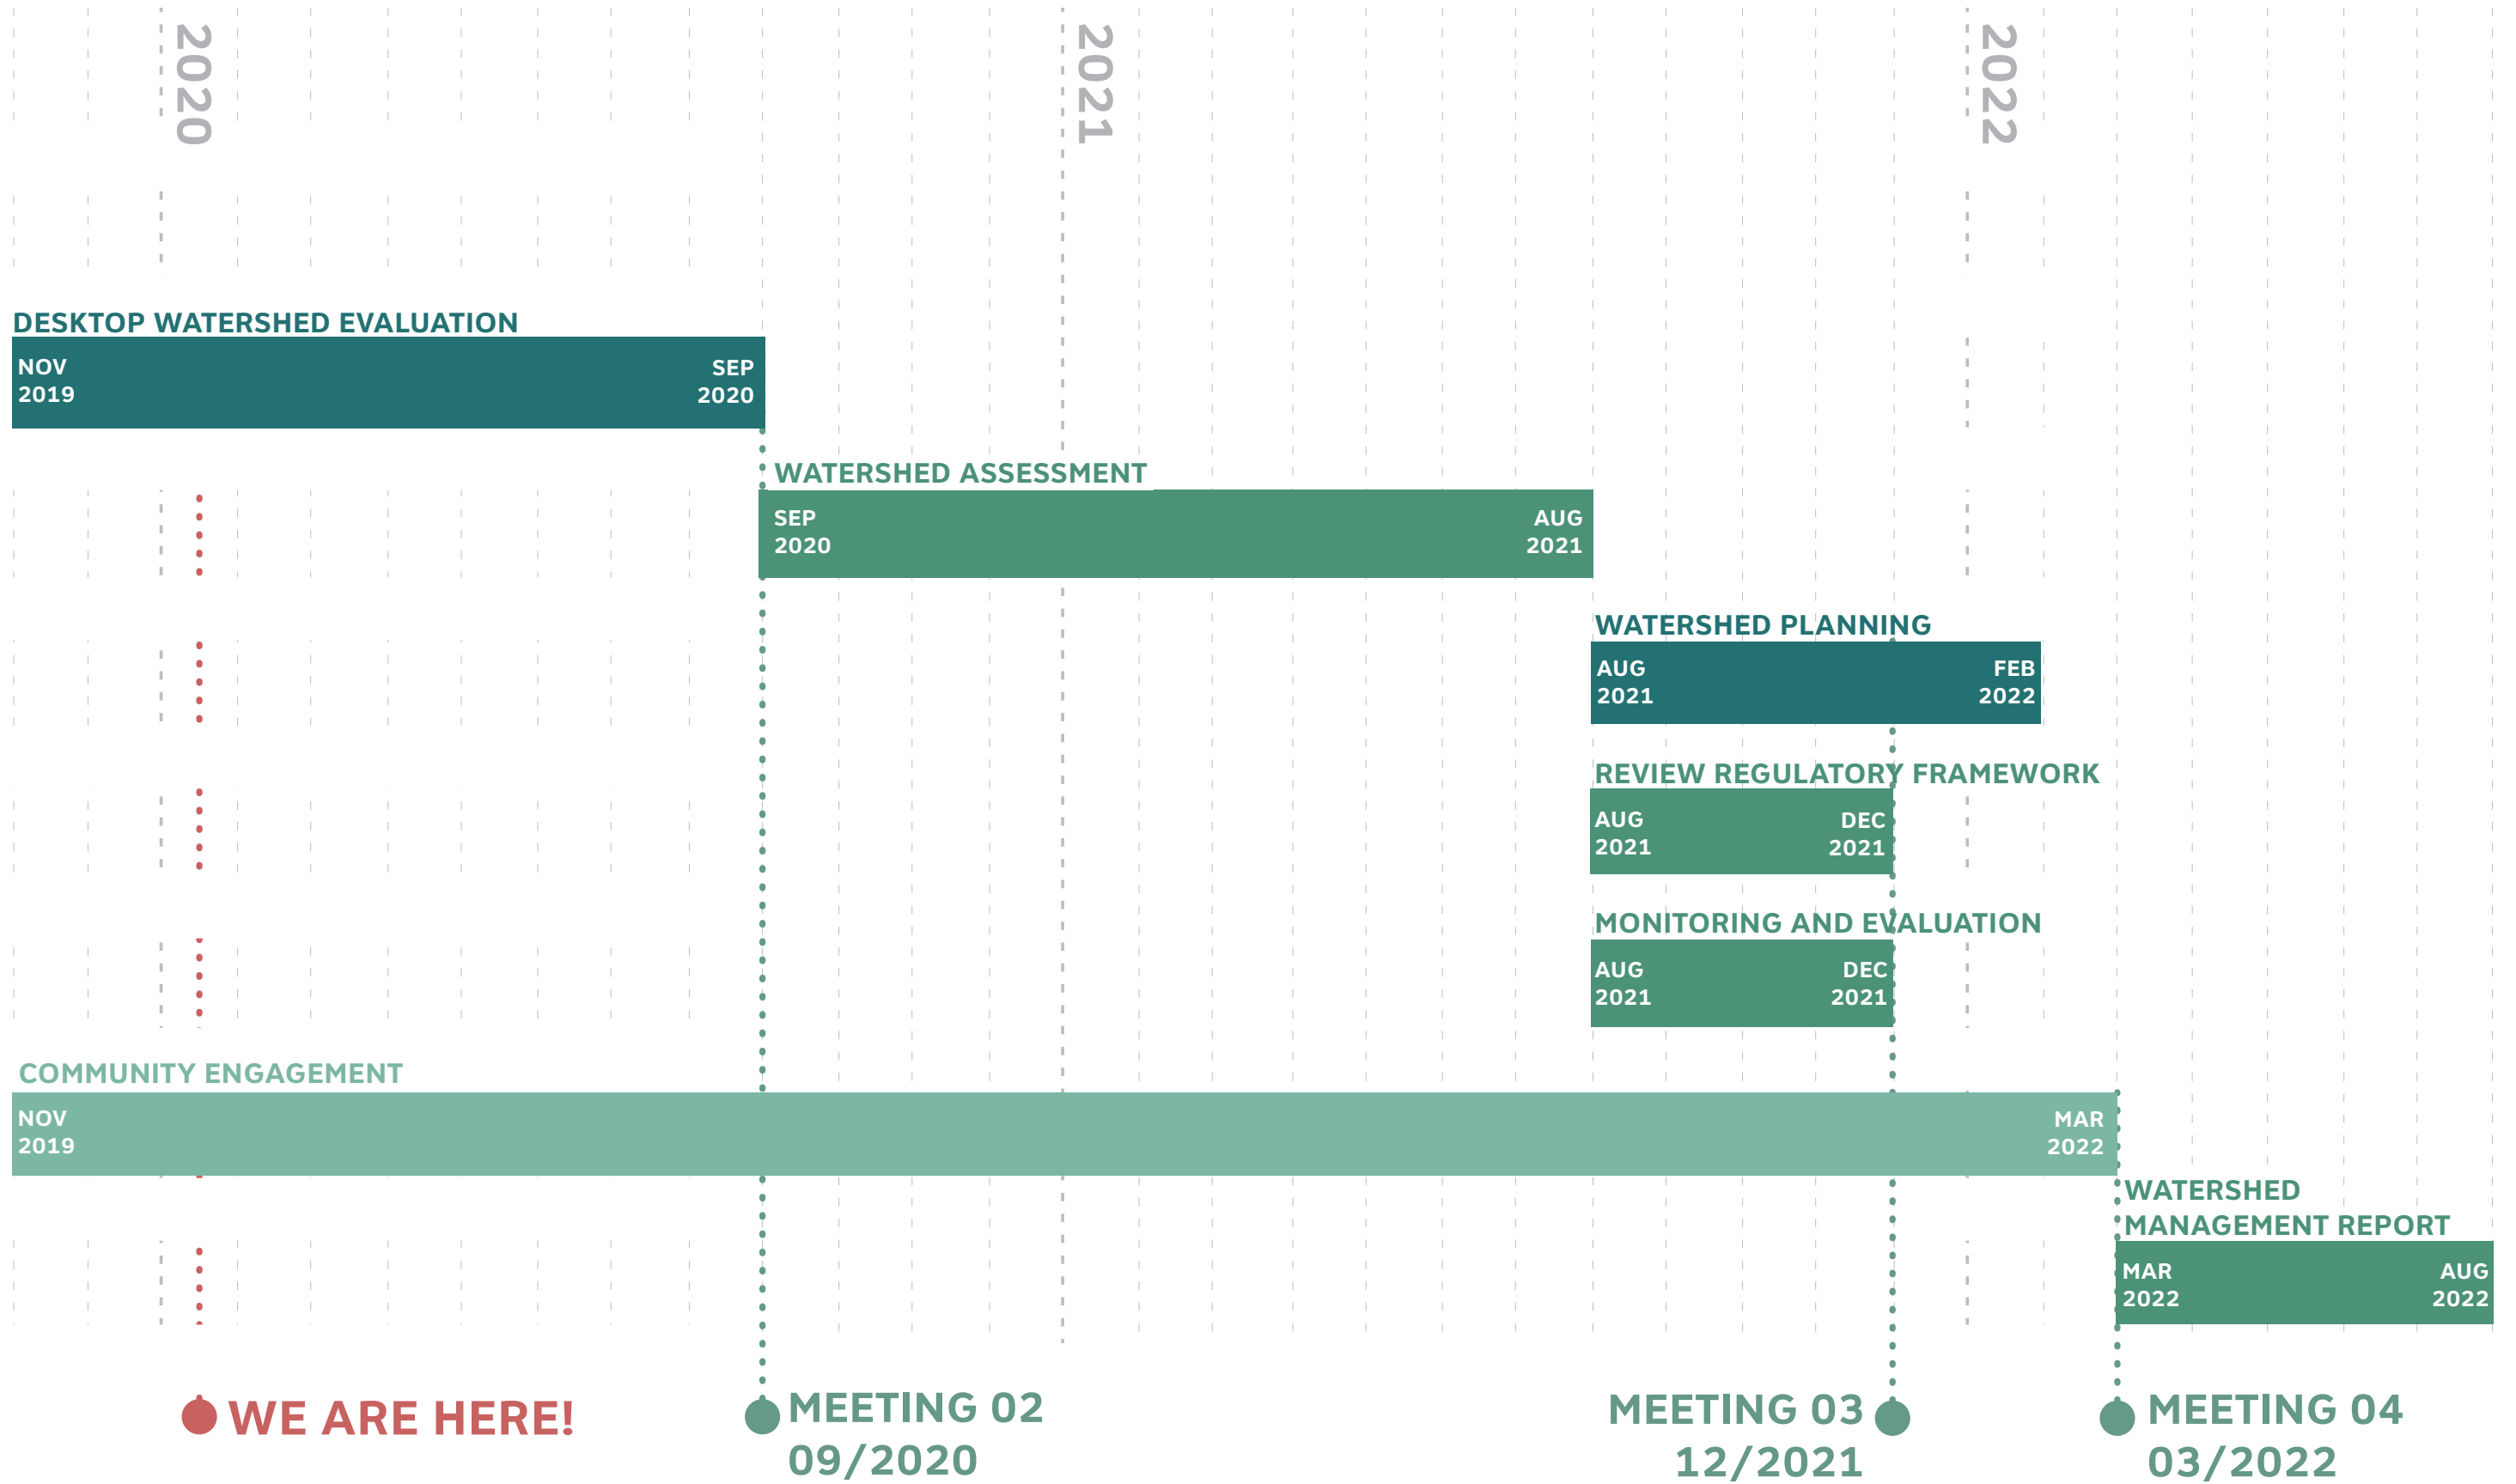 2020
2021
2022
DESKTOP WATERSHED EVALUATION
NOV
2019
SEP
2020
WATERSHED ASSESSMENT
SEP
2020
AUG
2021
WATERSHED PLANNING
AUG
2021
FEB
2022
REVIEW REGULATORY FRAMEWORK
AUG
2021
DEC
2021
MONITORING AND EVALUATION
AUG
2021
DEC
2021
COMMUNITY ENGAGEMENT
NOV
2019
MAR
2022
WATERSHED
MANAGEMENT REPORT
MAR
2022
AUG
2022
WE ARE HERE!
MEETING 02
09/2020
MEETING 03
12/2021
MEETING 04
03/2022